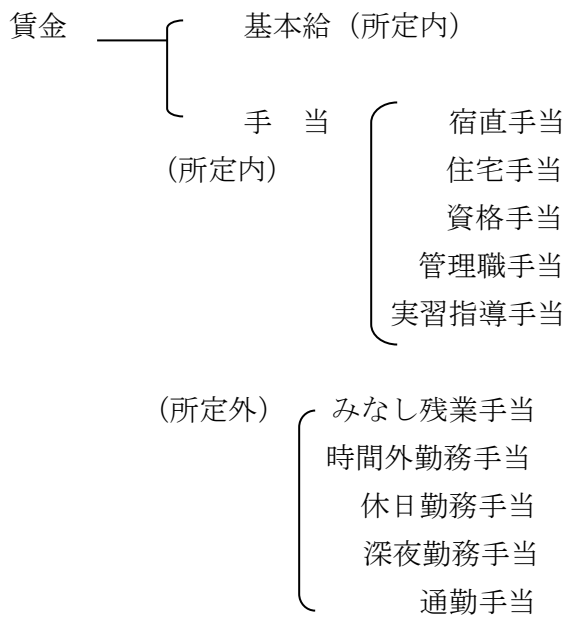 賃金 基本給（所定内）
手　当 宿直手当
（所定内） 住宅手当
資格手当
管理職手当
実習指導手当
（所定外） みなし残業手当
時間外勤務手当
休日勤務手当
深夜勤務手当
通勤手当